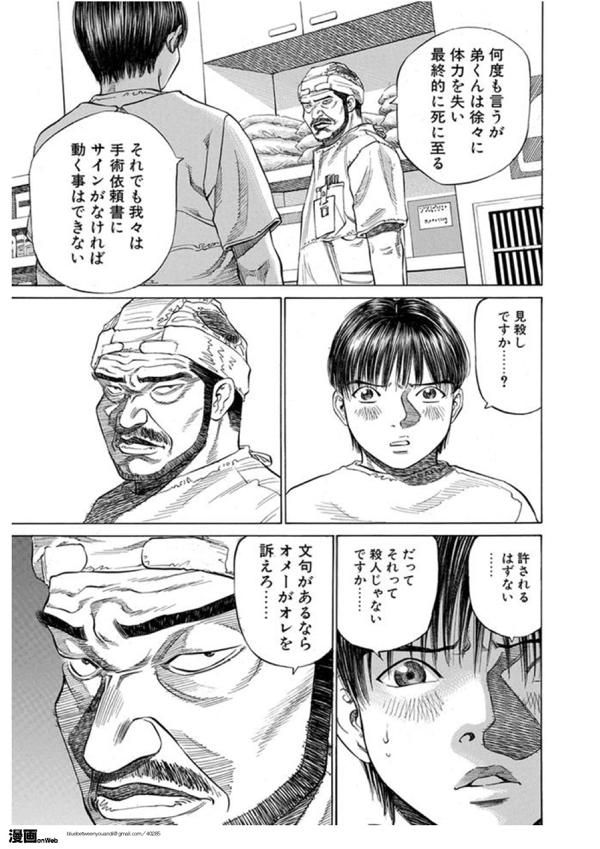 何度も言うが
弟くんは徐々に
体力を失い
最終的に死に至る
それでも我々は
手術依頼書に
サインがなければ
動く事はできない
見殺し
ですか……?
許される
はずない
……
だって
それって
殺人じゃない
ですか……
文句があるなら
オメーがオレを
訴えろ……
漫画onWeb
bluebetweenyouandi@gmail.com/40285